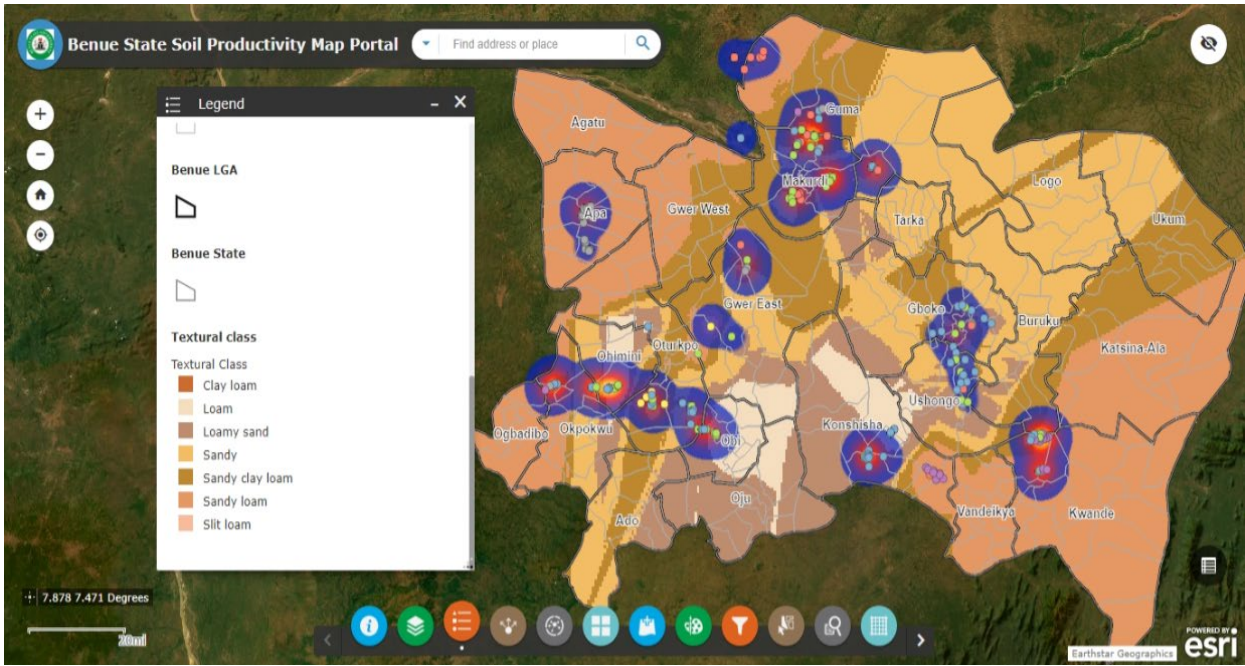 Benue State Soil Productivity Map Portal
Find address or place
Legend
Benue LGA
Benue State
Textural class
Textural Class
Clay loam
Loam
Loamy sand
Sandy
Sandy clay loam
Sandy loam
Slit loam
Agatu
Guma
Apa
Makurdi
Logo
Gwer West
Tarka
Ukum
Gwer East
Gboko
Buruku
Oturkpo
Ohimini
Katsina-Ala
Ushongo
Ogbadibo
Okpokwu
Obi
Konshisha
Oju
Vandeikya
Kwande
Ado
7.878 7.471 Degrees
20mi
Earthstar Geographics
POWERED BY
esri